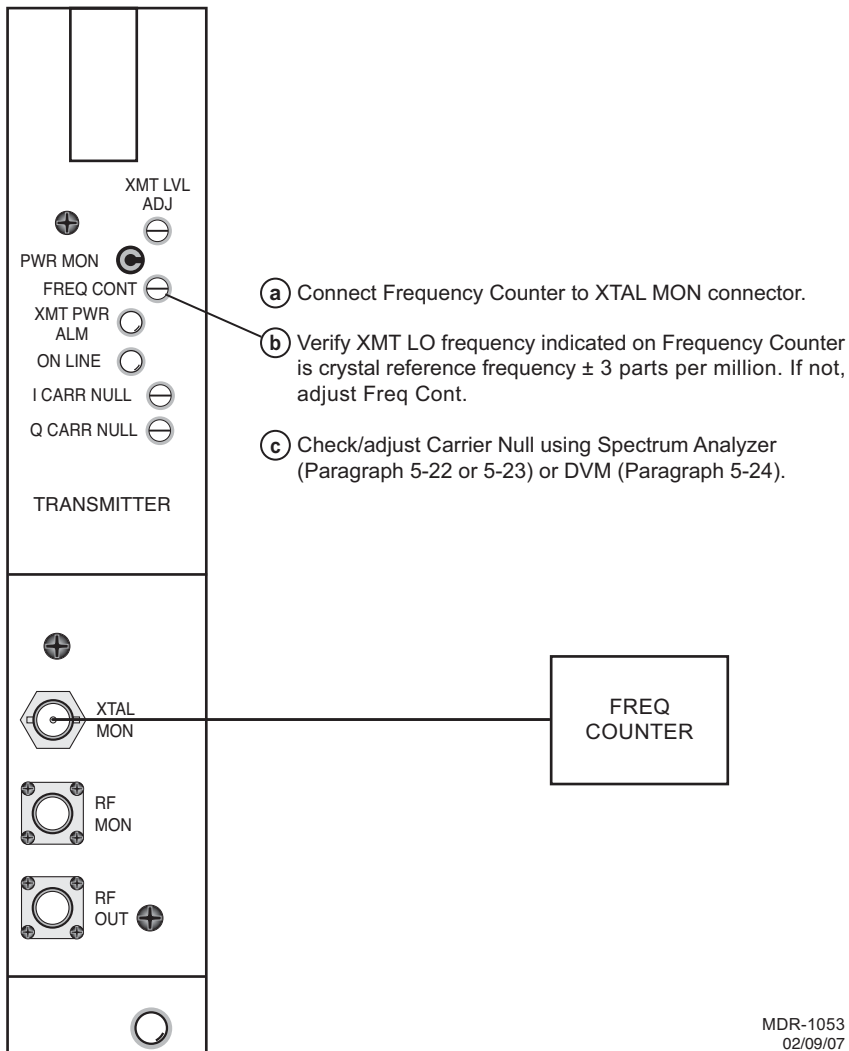 XMT LVL
ADJ
PWR MON
FREQ CONT
XMT PWR
ALM
ON LINE
I CARR NULL
Q CARR NULL
TRANSMITTER
a Connect Frequency Counter to XTAL MON connector.
b Verify XMT LO frequency indicated on Frequency Counter
is crystal reference frequency ± 3 parts per million. If not,
adjust Freq Cont.
c Check/adjust Carrier Null using Spectrum Analyzer
(Paragraph 5-22 or 5-23) or DVM (Paragraph 5-24).
XTAL
MON
FREQ
COUNTER
RF
MON
RF
OUT
MDR-1053
02/09/07